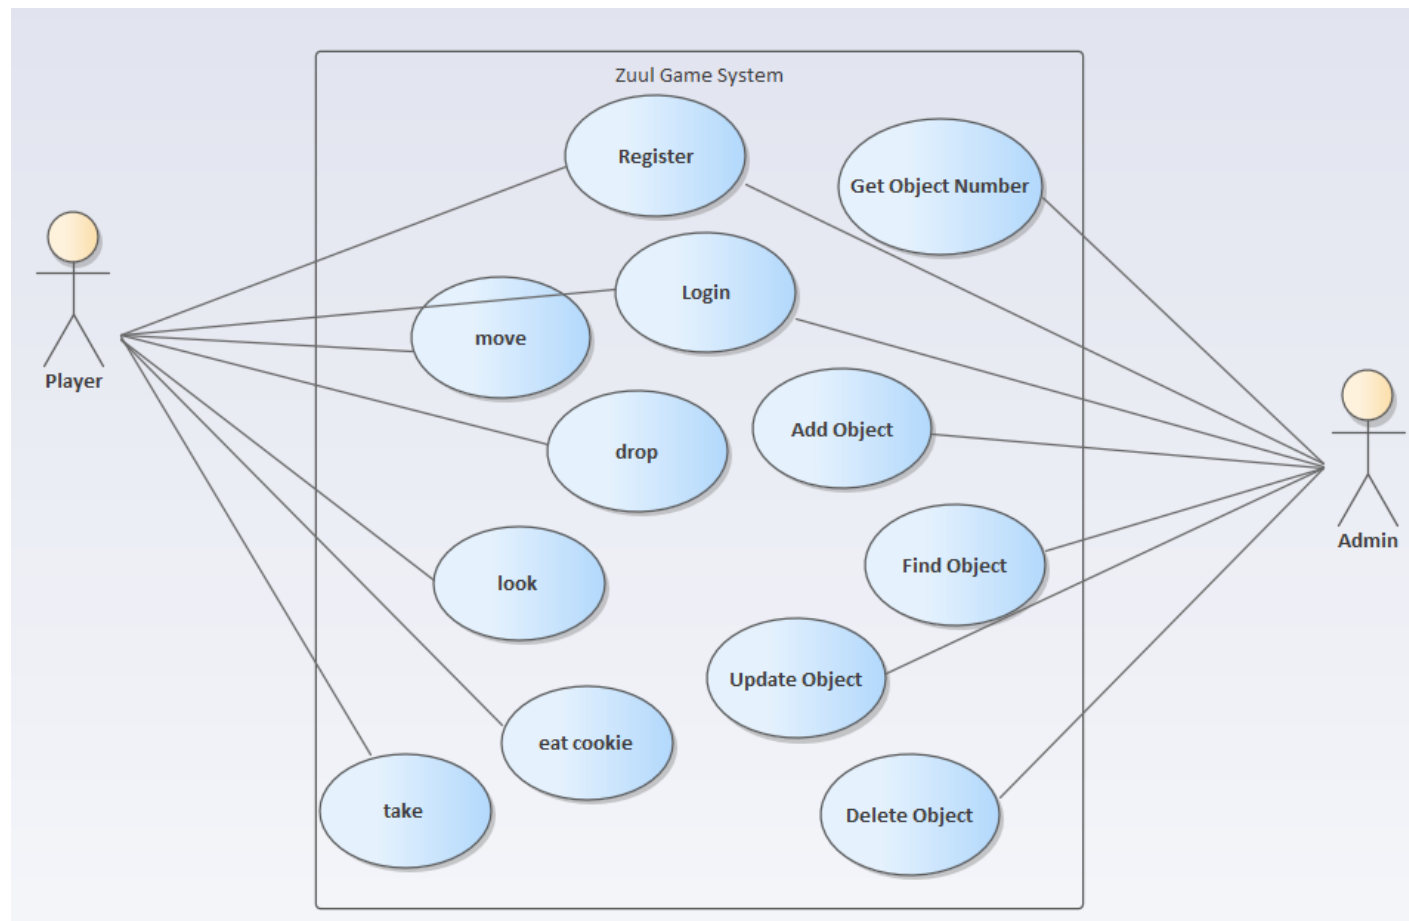 Zuul Game System
Register
Get Object Number
Login
move
Player
Add Object
drop
Admin
Find Object
look
Update Object
eat cookie
take
Delete Object